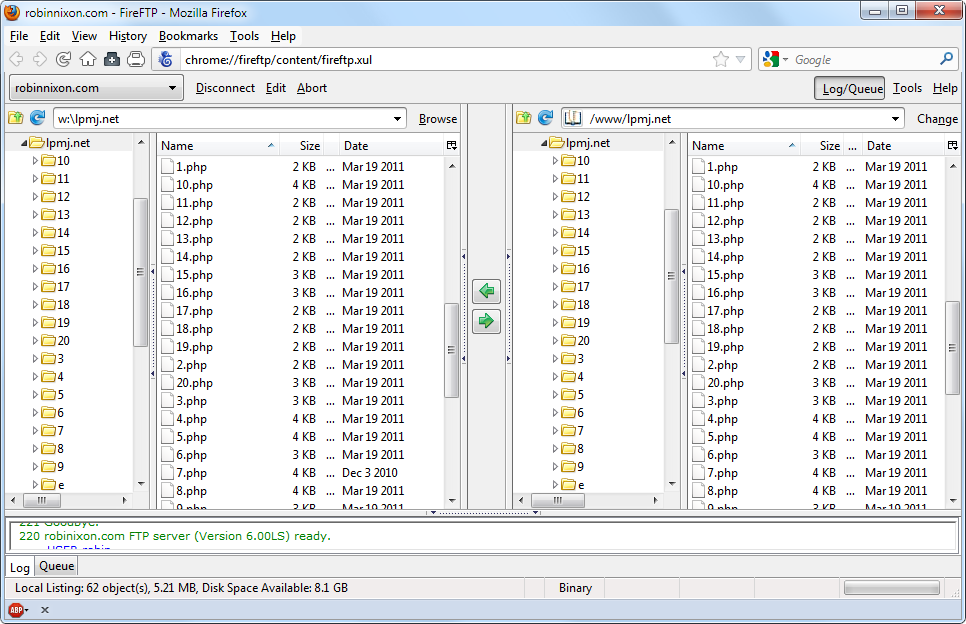 robinnixon.com - FireFTP - Mozilla Firefox
File Edit View History Bookmarks Tools Help
chrome://fireftp/content/fireftp.xul Google
robinnixon.com Disconnect Edit Abort Log/Queue Tools Help
w:\lpmj.net Browse /www/lpmj.net Change
lpmj.net Name Size Date lpmj.net Name Size ... Date
10 1.php 2 KB ... Mar 19 2011 10 1.php 2 KB ... Mar 19 2011
11 10.php 4 KB ... Mar 19 2011 11 10.php 4 KB ... Mar 19 2011
12 11.php 2 KB ... Mar 19 2011 12 11.php 2 KB ... Mar 19 2011
13 12.php 2 KB ... Mar 19 2011 13 12.php 2 KB ... Mar 19 2011
14 13.php 2 KB ... Mar 19 2011 14 13.php 2 KB ... Mar 19 2011
15 14.php 2 KB ... Mar 19 2011 15 14.php 2 KB ... Mar 19 2011
16 15.php 3 KB ... Mar 19 2011 16 15.php 3 KB ... Mar 19 2011
17 16.php 3 KB ... Mar 19 2011 17 16.php 3 KB ... Mar 19 2011
18 17.php 2 KB ... Mar 19 2011 18 17.php 2 KB ... Mar 19 2011
19 18.php 2 KB ... Mar 19 2011 19 18.php 2 KB ... Mar 19 2011
20 19.php 2 KB ... Mar 19 2011 20 19.php 2 KB ... Mar 19 2011
3 2.php 2 KB ... Mar 19 2011 3 2.php 2 KB ... Mar 19 2011
4 20.php 3 KB ... Mar 19 2011 4 20.php 3 KB ... Mar 19 2011
5 3.php 3 KB ... Mar 19 2011 5 3.php 3 KB ... Mar 19 2011
6 4.php 4 KB ... Mar 19 2011 6 4.php 4 KB ... Mar 19 2011
7 5.php 4 KB ... Mar 19 2011 7 5.php 4 KB ... Mar 19 2011
8 6.php 3 KB ... Mar 19 2011 8 6.php 3 KB ... Mar 19 2011
9 7.php 4 KB ... Dec 3 2010 9 7.php 4 KB ... Mar 19 2011
e 8.php 4 KB ... Mar 19 2011 e 8.php 4 KB ... Mar 19 2011
9.php 3 KB ... Mar 19 2011 9.php 3 KB ... Mar 19 2011
221 Goodbye.
220 robinixon.com FTP server (Version 6.00LS) ready.
USER robin
Log Queue
Local Listing: 62 object(s), 5.21 MB, Disk Space Available: 8.1 GB Binary
ABP